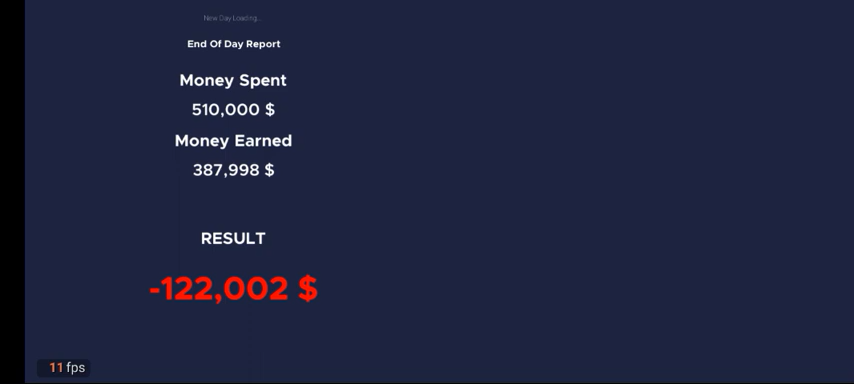 New Day Loading...
End Of Day Report
Money Spent
510,000 $
Money Earned
387,998 $
RESULT
-122,002 $
11 fps